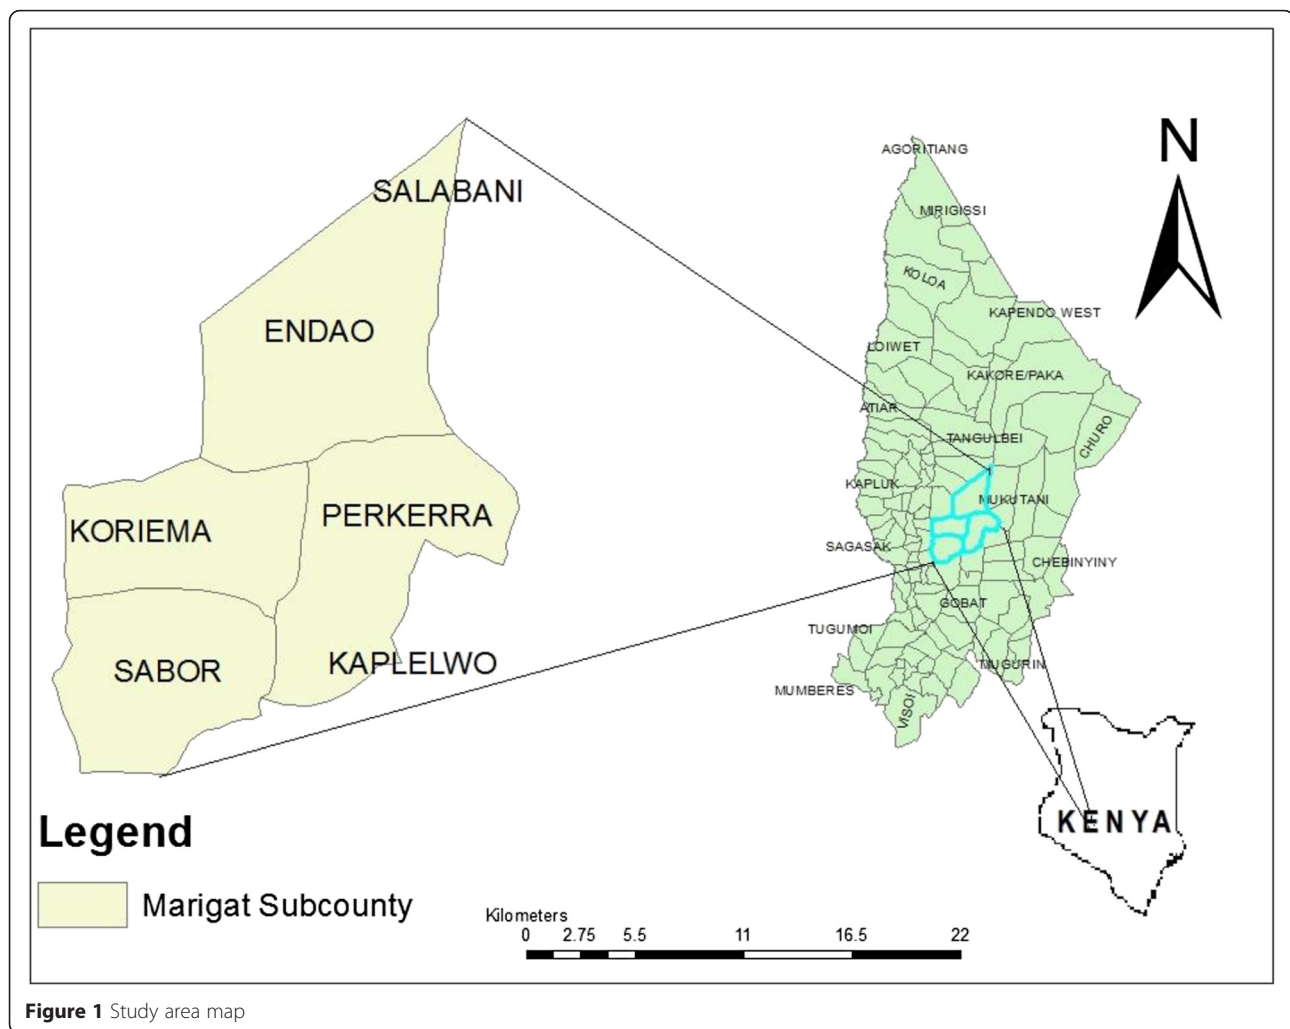 SALABANI
ENDAO
KORIEMA
PERKERRA
SABOR
KAPLELWO
AGORITIANG
MIRIGISSI
KOLOA
KAPENDO WEST
LOIWET
KAKORE/PAKA
ATIAR
CHURO
TANGULBEI
KAPLUK
MUKUTANI
SAGASAK
CHEBINYINY
GOBAT
TUGUMOI
MUGURIN
MUMBERES
VISOI
N
KENYA
Legend
Marigat Subcounty
Kilometers
0 2.75 5.5 11 16.5 22
Figure 1 Study area map